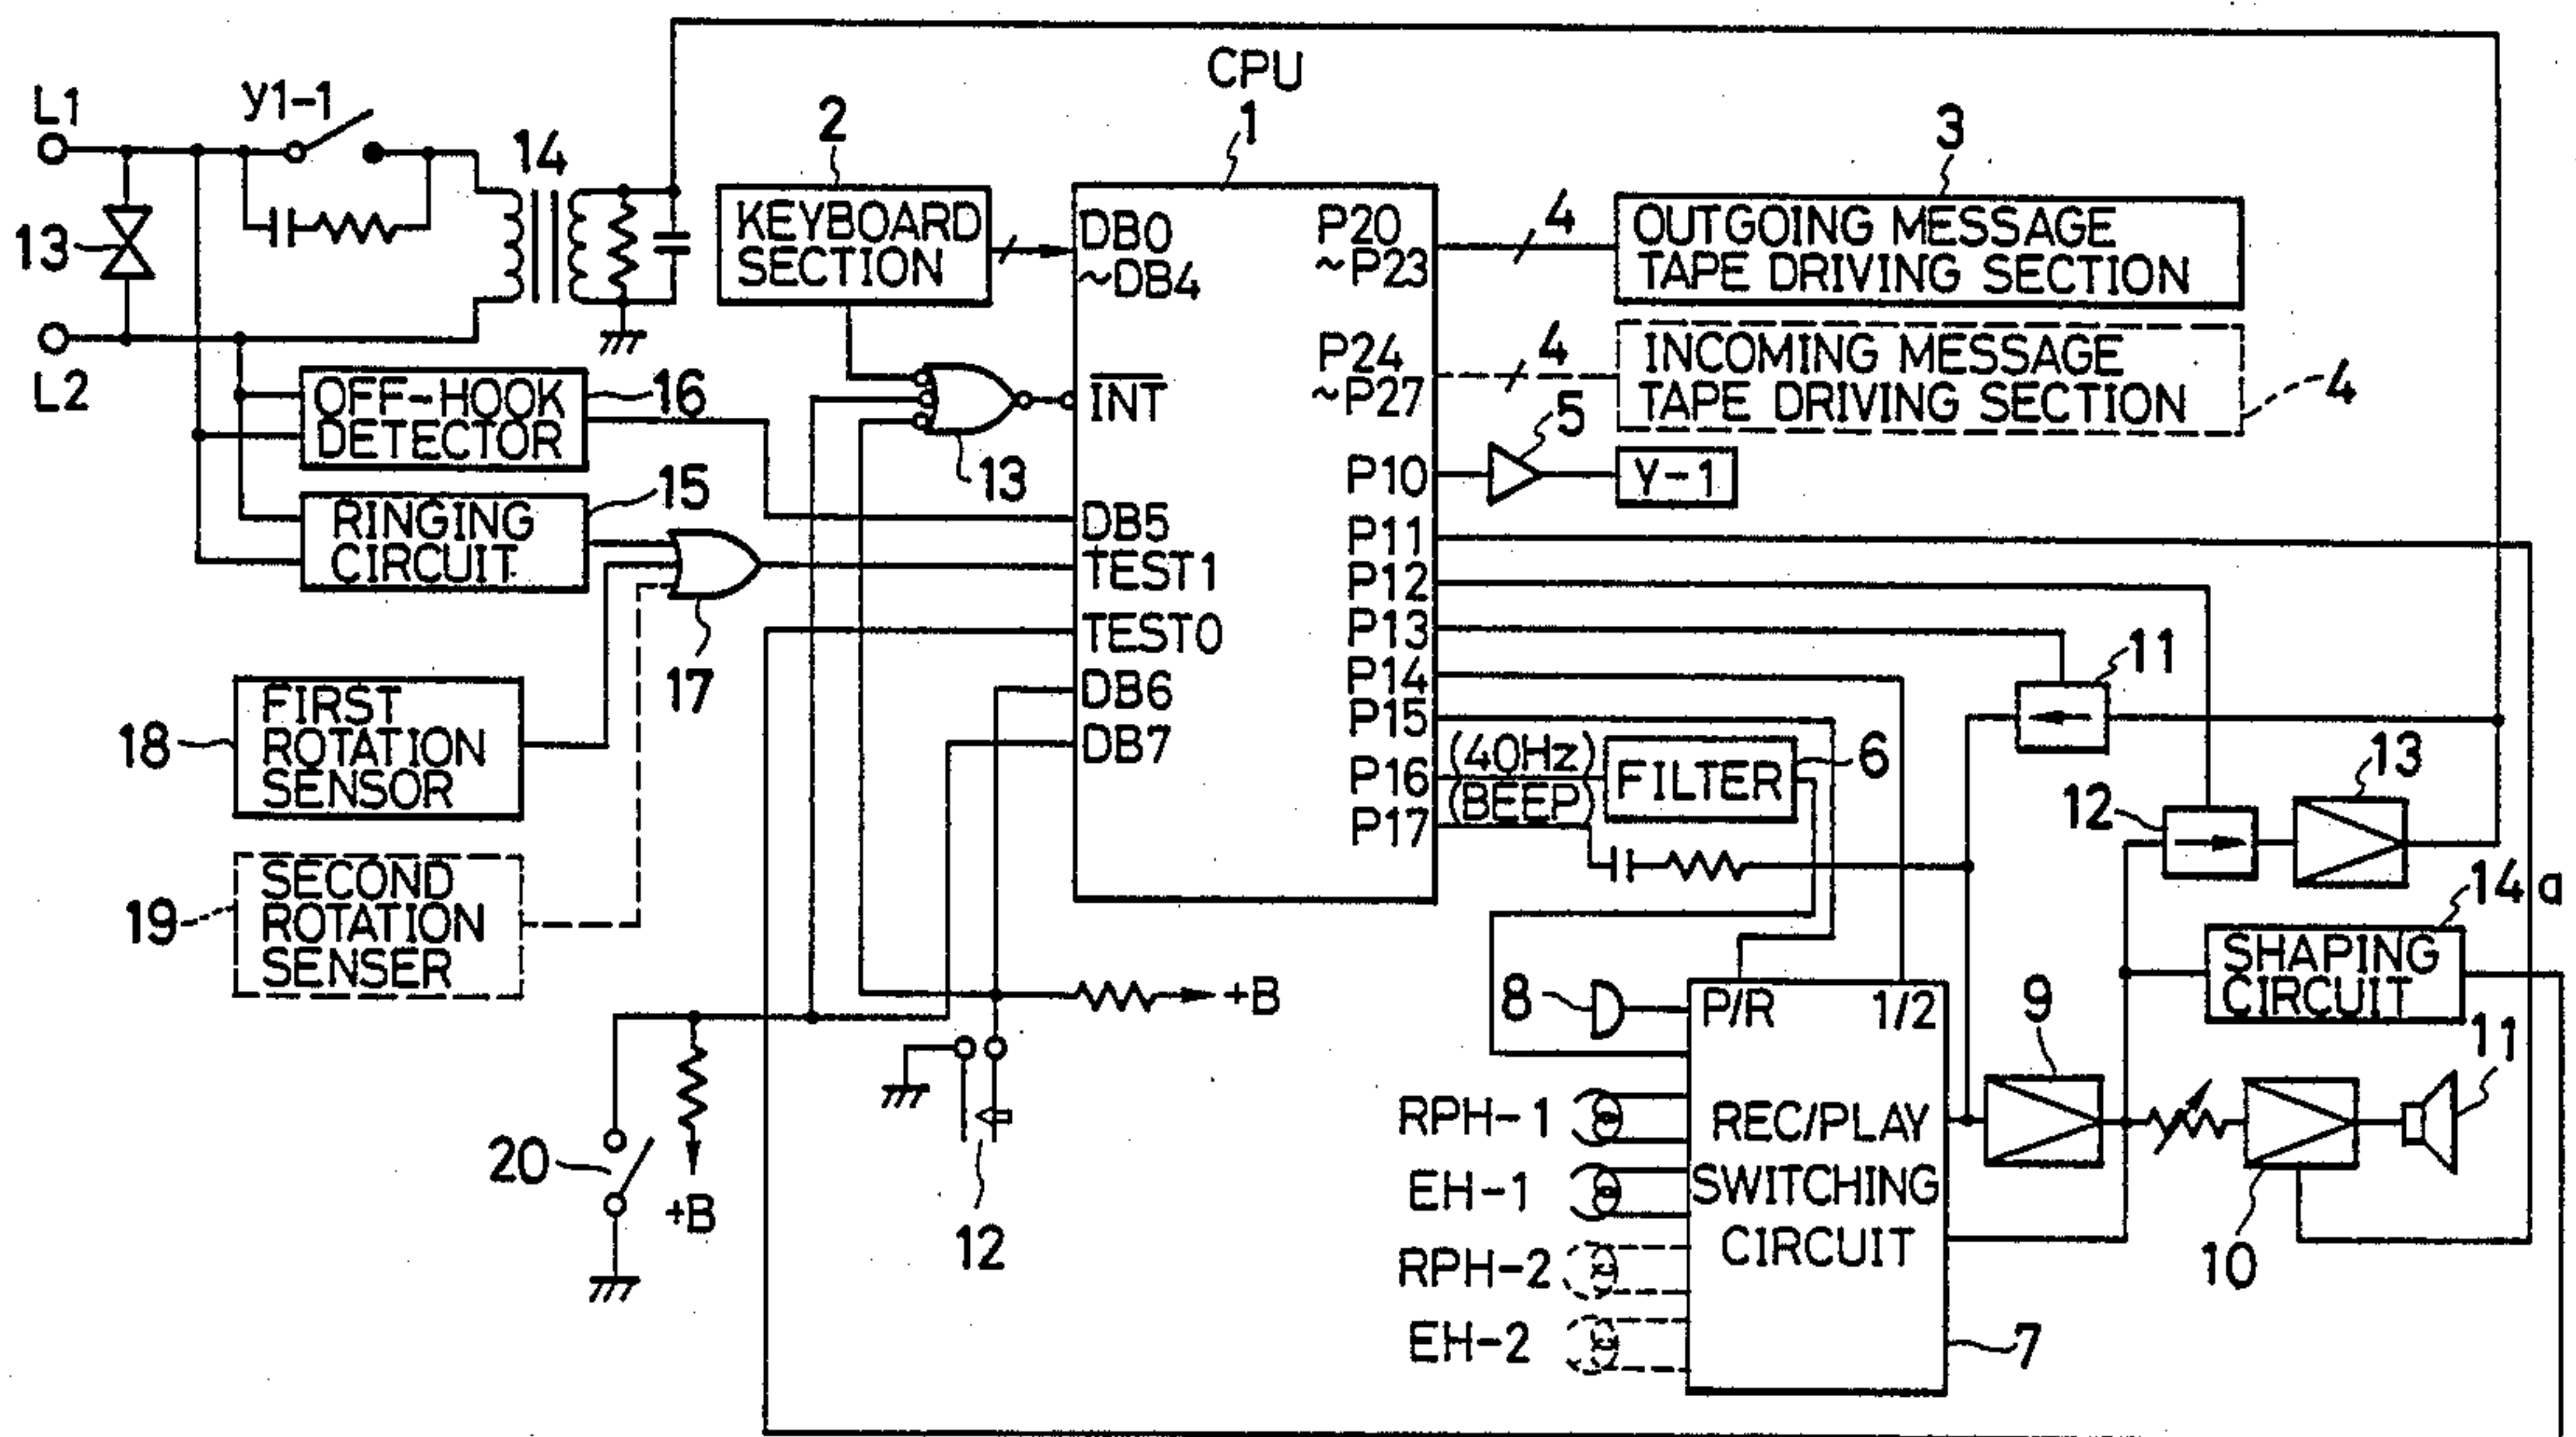 CPU
1
L1
y1-1
14
2
3
KEYBOARD
SECTION
DB0
~DB4
P20
~P23
4
OUTGOING MESSAGE
TAPE DRIVING SECTION
13
L2
OFF-HOOK
DETECTOR
16
INT
13
P24
~P27
4
INCOMING MESSAGE
TAPE DRIVING SECTION
4
5
P10
Y-1
RINGING
CIRCUIT
15
DB5
TEST1
TEST0
DB6
DB7
P11
P12
P13
P14
P15
P16
P17
17
11
FIRST
ROTATION
SENSOR
18
(40Hz)
(BEEP)
FILTER
6
12
13
SECOND
ROTATION
SENSER
19
14a
SHAPING
CIRCUIT
+B
8
P/R
1/2
9
11
20
+B
12
RPH-1
EH-1
RPH-2
EH-2
REC/PLAY
SWITCHING
CIRCUIT
10
7